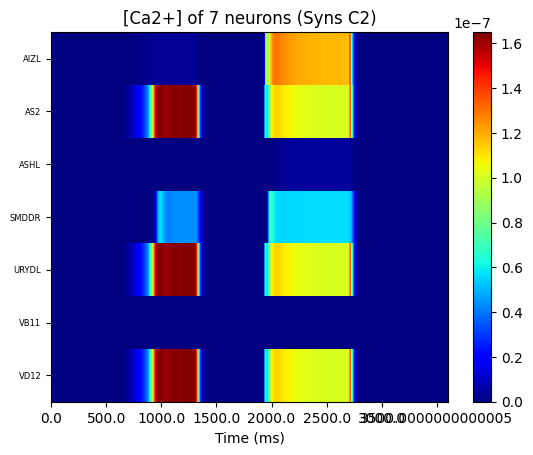 [Ca2+] of 7 neurons (Syns C2)
1e−7
AIZL
AS2
ASHL
SMDDR
URYDL
VB11
VD12
1.6
1.4
1.2
1.0
0.8
0.6
0.4
0.2
0.0
0.0 500.0 1000.0 1500.0 2000.0 2500.0 3000.0 3500.0000000000005
Time (ms)